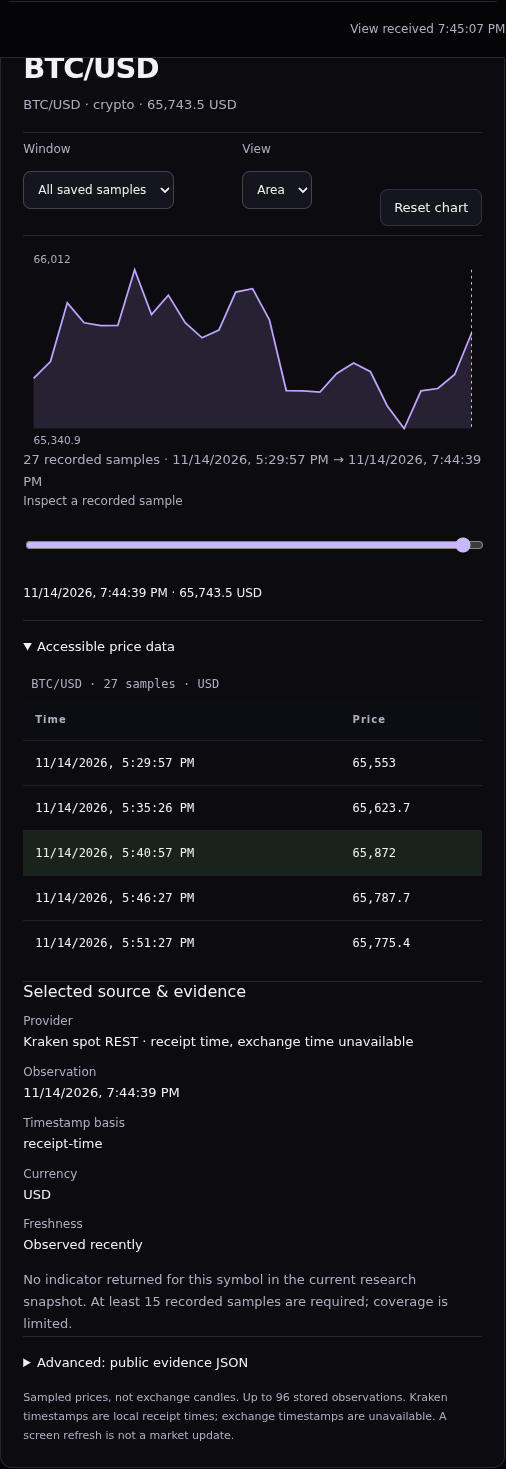 View received 7:45:07 PM
BTC/USD
BTC/USD · crypto · 65,743.5 USD
Window View
All saved samples Area
Reset chart
66,012
65,340.9
27 recorded samples · 11/14/2026, 5:29:57 PM → 11/14/2026, 7:44:39
PM
Inspect a recorded sample
11/14/2026, 7:44:39 PM · 65,743.5 USD
▼ Accessible price data
BTC/USD · 27 samples · USD
Time Price
11/14/2026, 5:29:57 PM 65,553
11/14/2026, 5:35:26 PM 65,623.7
11/14/2026, 5:40:57 PM 65,872
11/14/2026, 5:46:27 PM 65,787.7
11/14/2026, 5:51:27 PM 65,775.4
Selected source & evidence
Provider
Kraken spot REST · receipt time, exchange time unavailable
Observation
11/14/2026, 7:44:39 PM
Timestamp basis
receipt-time
Currency
USD
Freshness
Observed recently
No indicator returned for this symbol in the current research
snapshot. At least 15 recorded samples are required; coverage is
limited.
▶ Advanced: public evidence JSON
Sampled prices, not exchange candles. Up to 96 stored observations. Kraken
timestamps are local receipt times; exchange timestamps are unavailable. A
screen refresh is not a market update.